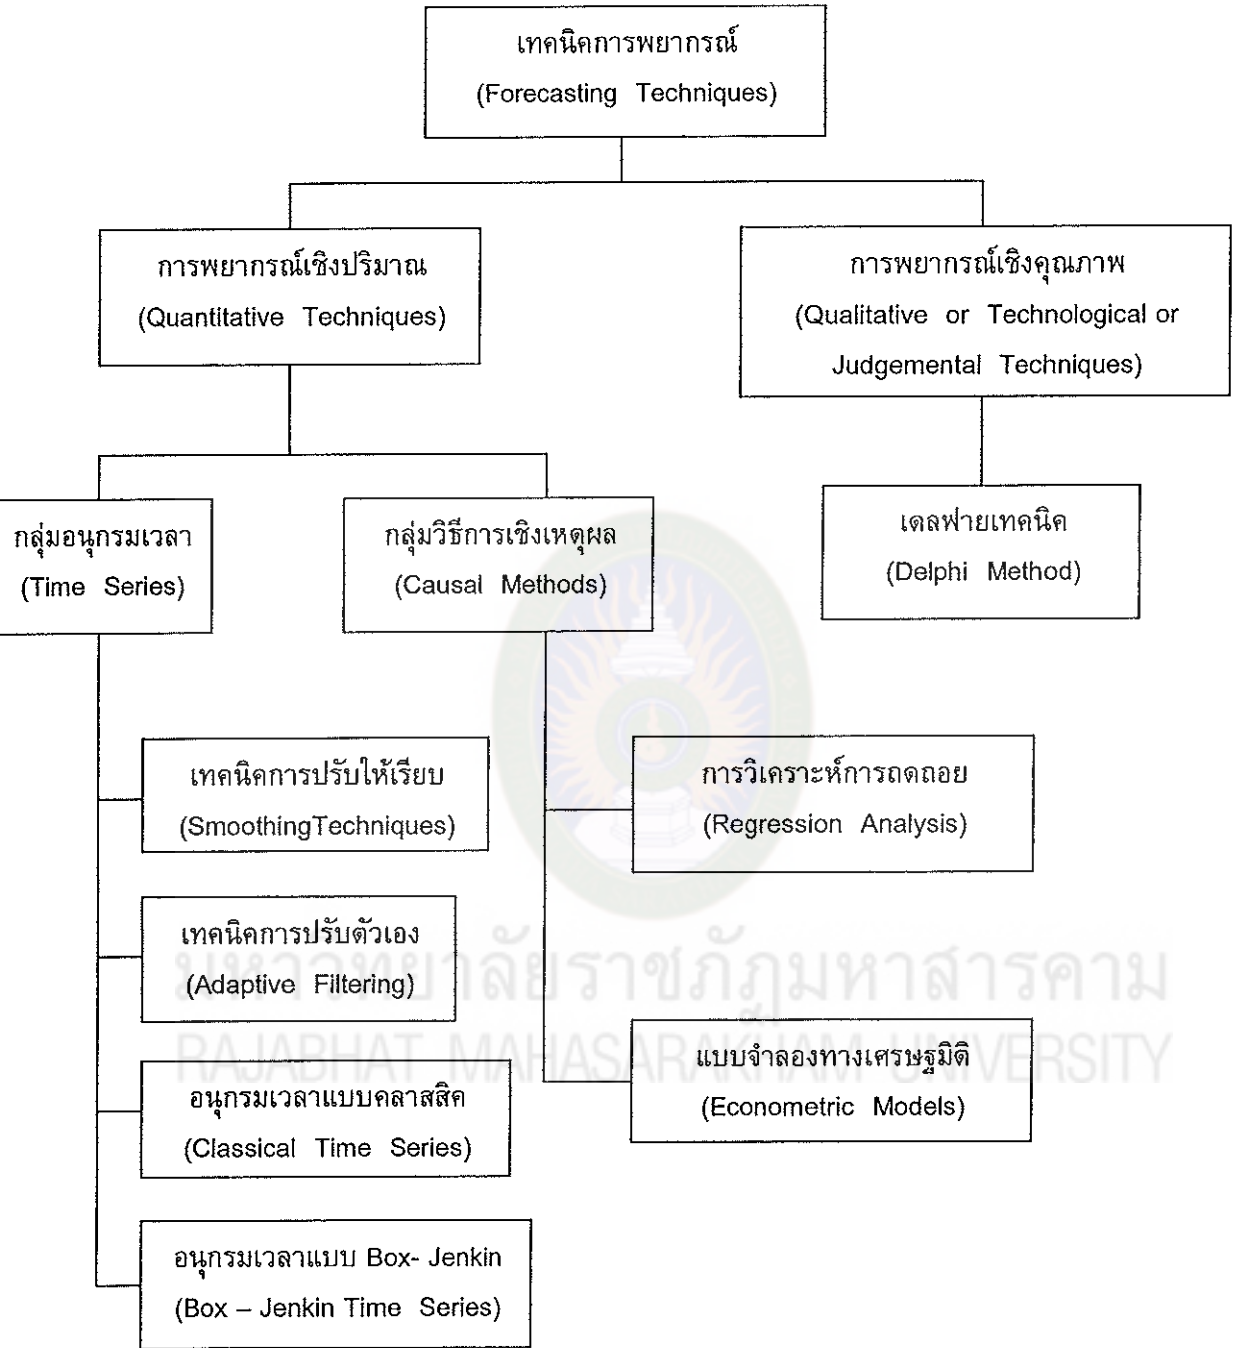 เทคนิคการพยากรณ์
(Forecasting Techniques)
การพยากรณ์เชิงปริมาณ
(Quantitative Techniques)
การพยากรณ์เชิงคุณภาพ
(Qualitative or Technological or
Judgemental Techniques)
กลุ่มอนุกรมเวลา
(Time Series)
กลุ่มวิธีการเชิงเหตุผล
(Causal Methods)
เดลฟายเทคนิค
(Delphi Method)
เทคนิคการปรับให้เรียบ
(SmoothingTechniques)
เทคนิคการปรับตัวเอง
(Adaptive Filtering)
อนุกรมเวลาแบบคลาสสิค
(Classical Time Series)
อนุกรมเวลาแบบ Box- Jenkin
(Box – Jenkin Time Series)
การวิเคราะห์การถดถอย
(Regression Analysis)
แบบจำลองทางเศรษฐมิติ
(Econometric Models)
มหาวิทยาลัยราชภัฏมหาสารคาม
RAJABHAT MAHASARAKHAM UNIVERSITY